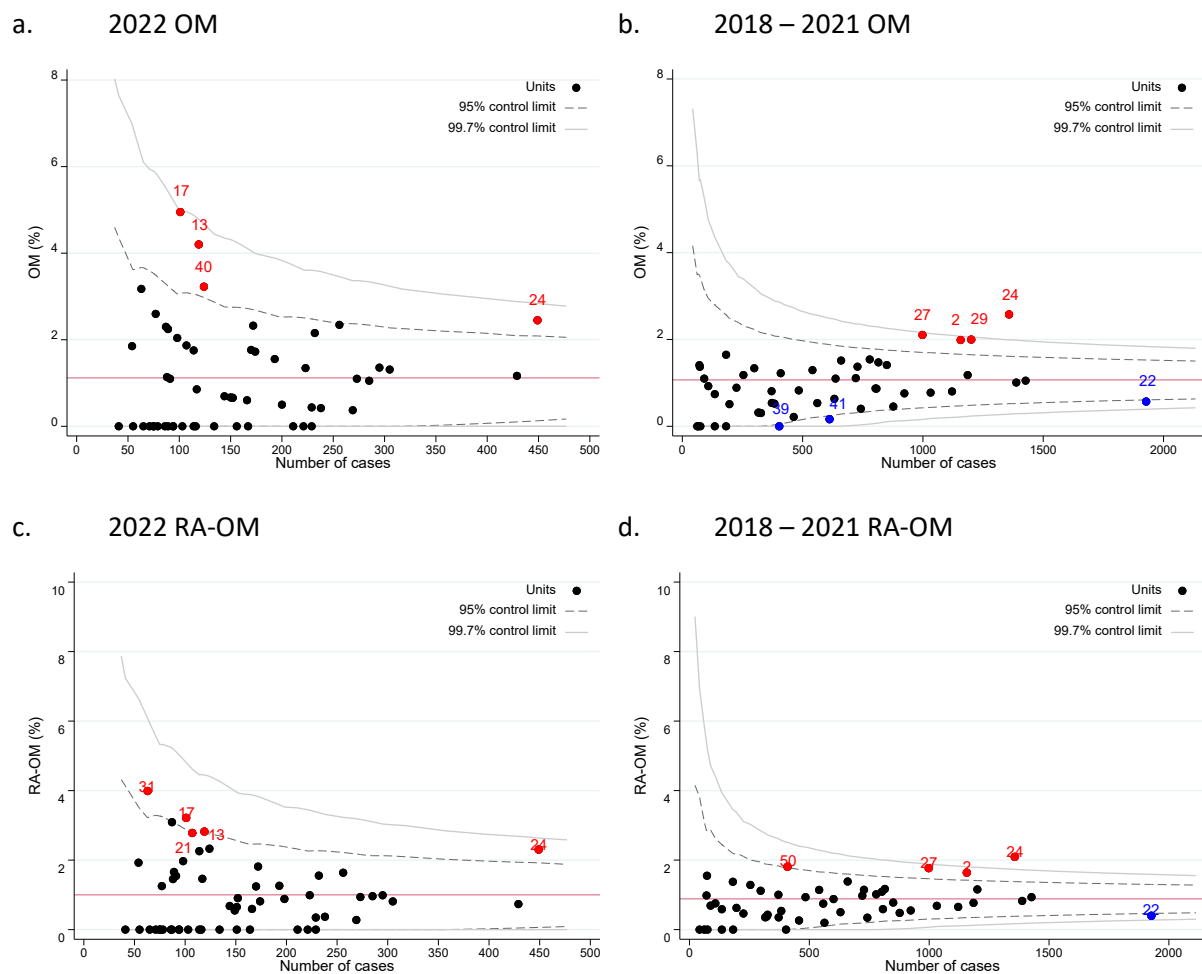 a. 2022 OM
b. 2018 – 2021 OM
8
6
4
2
0
OM (%)
Units
95% control limit
99.7% control limit
17
13
40
24
0 50 100 150 200 250 300 350 400 450 500
Number of cases
8
6
4
2
0
OM (%)
Units
95% control limit
99.7% control limit
27
2
29
24
39
41
22
0 500 1000 1500 2000
Number of cases
c. 2022 RA-OM
d. 2018 – 2021 RA-OM
10
8
6
4
2
0
RA-OM (%)
Units
95% control limit
99.7% control limit
31
17
21
13
24
0 50 100 150 200 250 300 350 400 450 500
Number of cases
10
8
6
4
2
0
RA-OM (%)
Units
95% control limit
99.7% control limit
50
27
2
24
22
0 500 1000 1500 2000
Number of cases